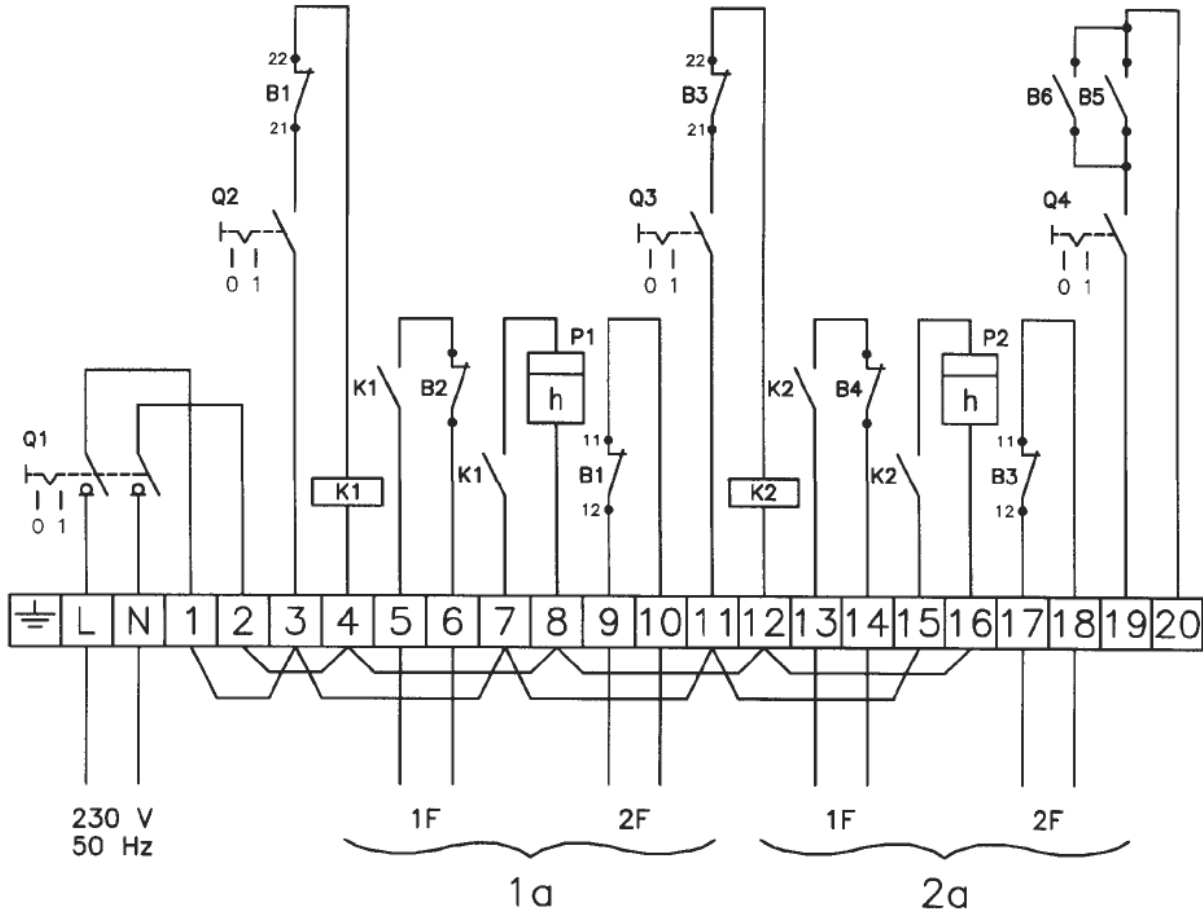 22 22
B1 B3 B6 B5
21 21
Q2 Q3 Q4
0 1 0 1 0 1
P1 P2
K1 B2 h K2 B4 h
Q1 K1 11 K2 11
B1 B3
0 1 K1 12 K2 12
L N 1 2 3 4 5 6 7 8 9 10 11 12 13 14 15 16 17 18 19 20
230 V 1F 2F 1F 2F
50 Hz
1a 2a